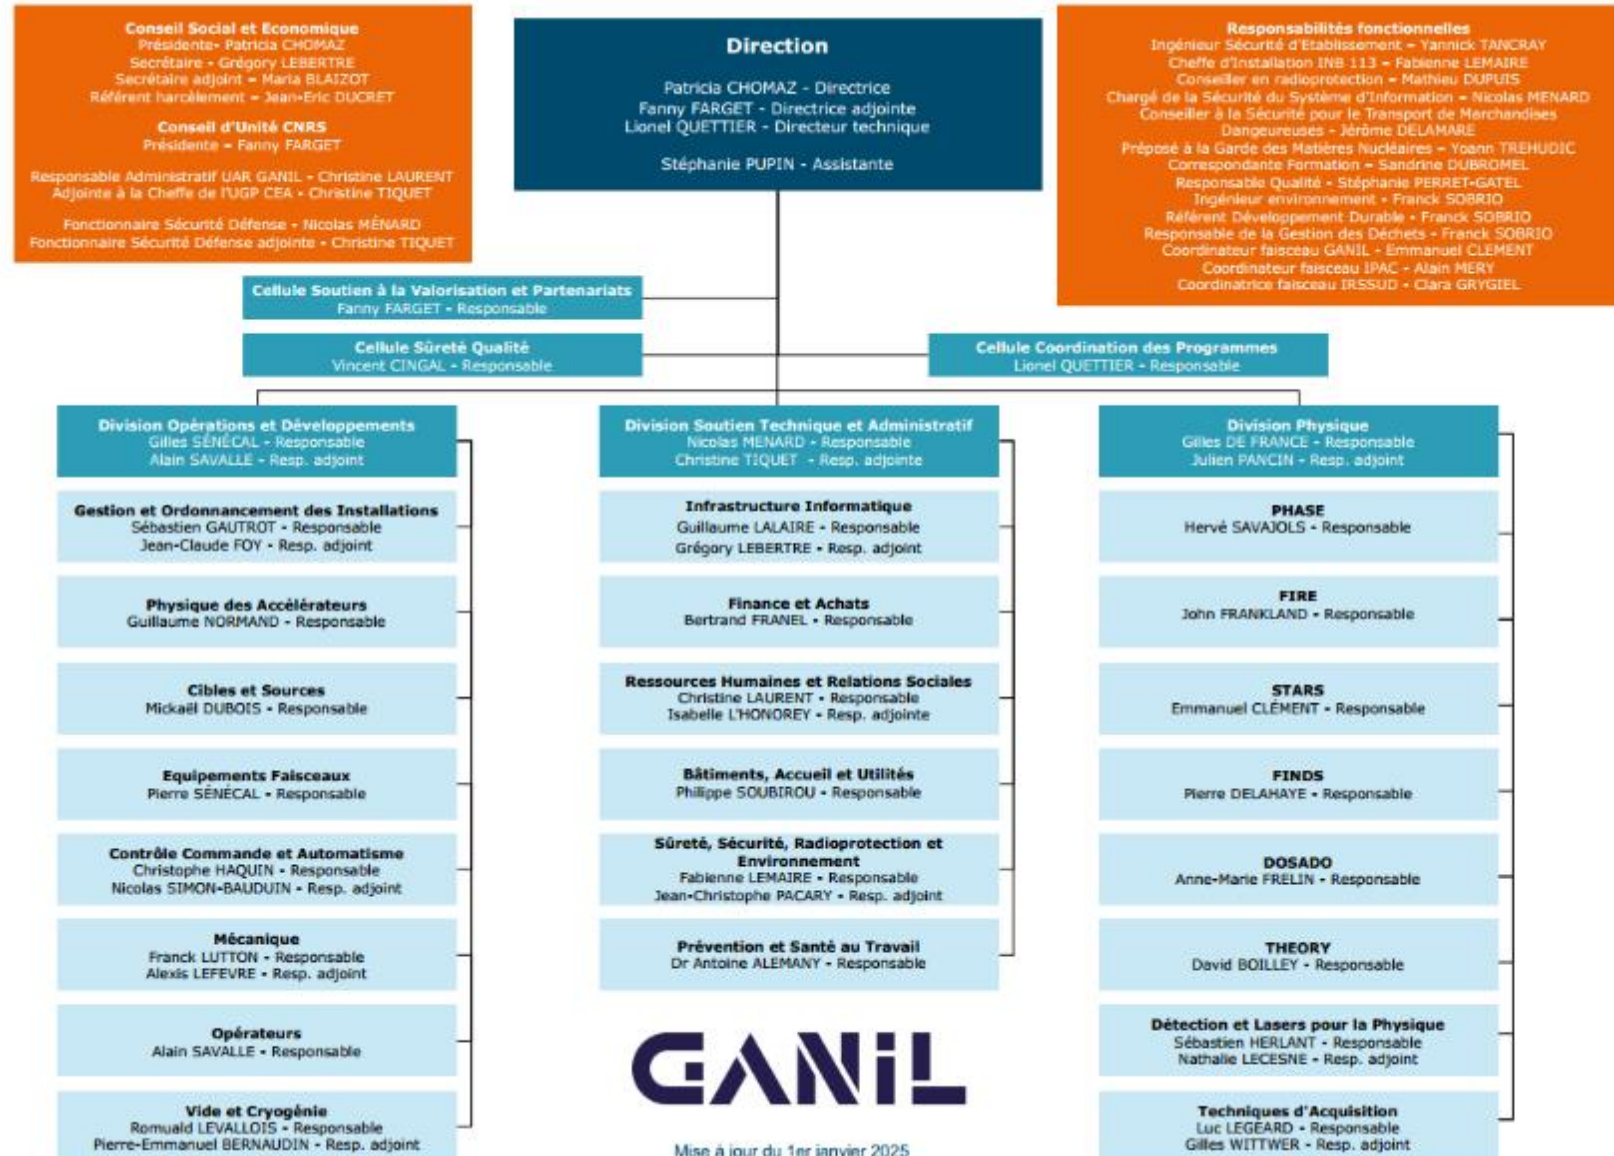 Conseil Social et Economique
Présidente- Patricia CHOMAZ
Secrétaire - Grégory LEBERTRE
Secrétaire adjoint - Maria BLAIZOT
Référent harcèlement - Jean-Eric DUCRET
Conseil d'Unité CNRS
Présidente - Fanny FARGET
Responsable Administratif UAR GANIL - Christine LAURENT
Adjointe à la Cheffe de l'UGP CEA - Christine TIQUET
Fonctionnaire Sécurité Défense - Nicolas MÉNARD
Fonctionnaire Sécurité Défense adjointe - Christine TIQUET
Direction
Patricia CHOMAZ - Directrice
Fanny FARGET - Directrice adjointe
Lionel QUETTIER - Directeur technique
Stéphanie PUPIN - Assistante
Responsabilités fonctionnelles
Ingénieur Sécurité d'Etablissement - Yannick TANCRAY
Cheffe d'Installation INB 113 - Fabienne LEMAIRE
Conseiller en radioprotection - Mathieu DUPUIS
Chargé de la Sécurité du Système d'Information - Nicolas MENARD
Conseiller à la Sécurité pour le Transport de Marchandises
Dangeureuses - Jérôme DELAMARE
Préposé à la Garde des Matières Nucléaires - Yoann TREHUDIC
Correspondante Formation - Sandrine DUBROMEL
Responsable Qualité - Stéphanie PERRET-GATEL
Ingénieur environnement - Franck SOBRIO
Référent Développement Durable - Franck SOBRIO
Responsable de la Gestion des Déchets - Franck SOBRIO
Coordinateur faisceau GANIL - Emmanuel CLEMENT
Coordinateur faisceau IPAC - Alain MERY
Coordinatrice faisceau IRSSUD - Clara GRYGIEL
Cellule Soutien à la Valorisation et Partenariats
Fanny FARGET - Responsable
Cellule Sûreté Qualité
Vincent CINGAL - Responsable
Cellule Coordination des Programmes
Lionel QUETTIER - Responsable
Division Opérations et Développements
Gilles SÉNÉCAL - Responsable
Alain SAVALLE - Resp. adjoint
Gestion et Ordonnancement des Installations
Sébastien GAUTROT - Responsable
Jean-Claude FOY - Resp. adjoint
Physique des Accélérateurs
Guillaume NORMAND - Responsable
Cibles et Sources
Mickaël DUBOIS - Responsable
Equipements Faisceaux
Pierre SÉNÉCAL - Responsable
Contrôle Commande et Automatisme
Christophe HAQUIN - Responsable
Nicolas SIMON-BAUDUIN - Resp. adjoint
Mécanique
Franck LUTTON - Responsable
Alexis LEFEVRE - Resp. adjoint
Opérateurs
Alain SAVALLE - Responsable
Vide et Cryogénie
Romuald LEVALLOIS - Responsable
Pierre-Emmanuel BERNAUDIN - Resp. adjoint
Division Soutien Technique et Administratif
Nicolas MENARD - Responsable
Christine TIQUET - Resp. adjointe
Infrastructure Informatique
Guillaume LALAIRE - Responsable
Grégory LEBERTRE - Resp. adjoint
Finance et Achats
Bertrand FRANEL - Responsable
Ressources Humaines et Relations Sociales
Christine LAURENT - Responsable
Isabelle L'HONOREY - Resp. adjointe
Bâtiments, Accueil et Utilités
Philippe SOUBIROU - Responsable
Sûreté, Sécurité, Radioprotection et
Environnement
Fabienne LEMAIRE - Responsable
Jean-Christophe PACARY - Resp. adjoint
Prévention et Santé au Travail
Dr Antoine ALEMANY - Responsable
GANiL
Mise à jour du 1er janvier 2025
Division Physique
Gilles DE FRANCE - Responsable
Julien PANCIN - Resp. adjoint
PHASE
Hervé SAVAJOLS - Responsable
FIRE
John FRANKLAND - Responsable
STARS
Emmanuel CLÉMENT - Responsable
FINDS
Pierre DELAHAYE - Responsable
DOSADO
Anne-Marie FRELIN - Responsable
THEORY
David BOILLEY - Responsable
Détection et Lasers pour la Physique
Sébastien HERLANT - Responsable
Nathalie LECESNE - Resp. adjoint
Techniques d'Acquisition
Luc LEGEARD - Responsable
Gilles WITTWER - Resp. adjoint